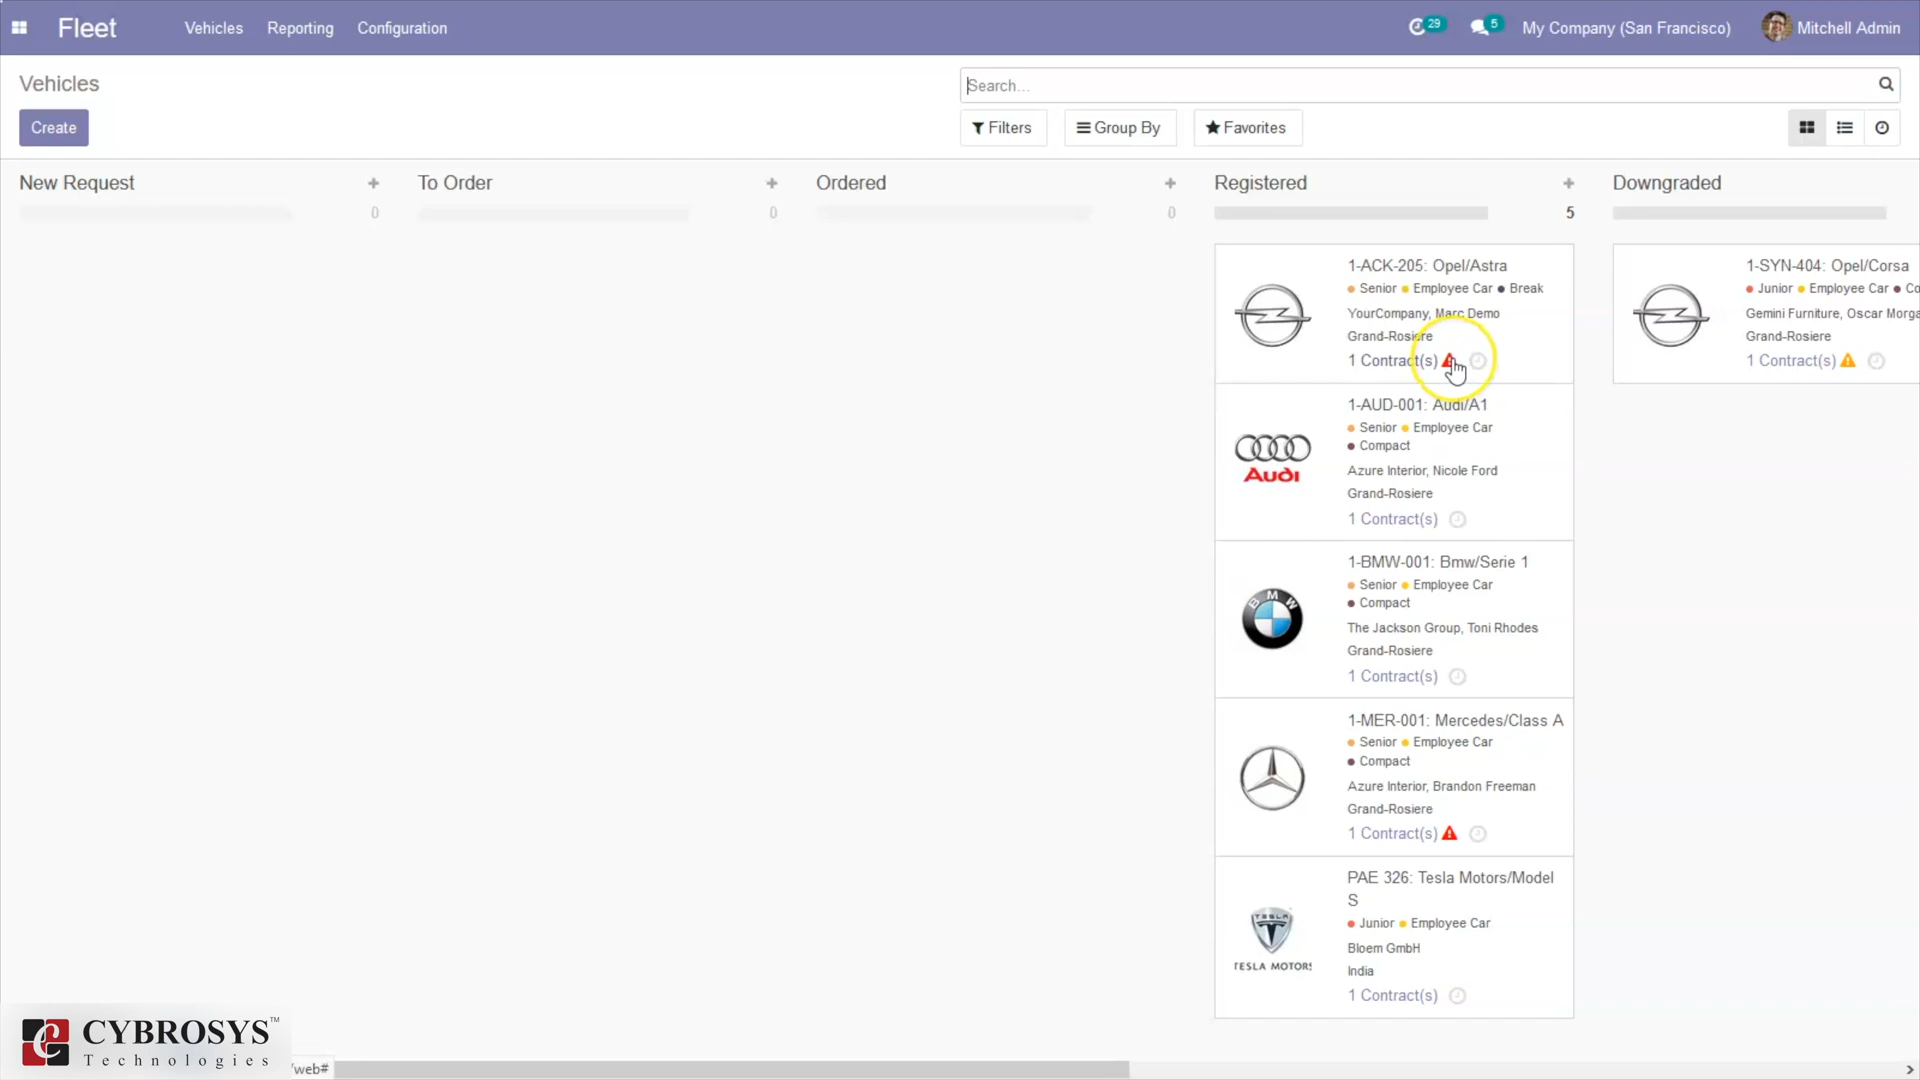 Fleet
Vehicles Reporting Configuration
29 5 My Company (San Francisco) Mitchell Admin
Vehicles
Search...
Create
Filters Group By Favorites
New Request
0
To Order
0
Ordered
0
Registered
5
1-ACK-205: Opel/Astra
Senior Employee Car Break
YourCompany, Marc Demo
Grand-Rosiere
1 Contract(s)
1-AUD-001: Audi/A1
Senior Employee Car
Compact
Azure Interior, Nicole Ford
Grand-Rosiere
1 Contract(s)
Audi
1-BMW-001: Bmw/Serie 1
Senior Employee Car
Compact
The Jackson Group, Toni Rhodes
Grand-Rosiere
1 Contract(s)
BMW
1-MER-001: Mercedes/Class A
Senior Employee Car
Compact
Azure Interior, Brandon Freeman
Grand-Rosiere
1 Contract(s)
PAE 326: Tesla Motors/Model
S
Junior Employee Car
Bloem GmbH
India
1 Contract(s)
TESLA
TESLA MOTORS
Downgraded
1-SYN-404: Opel/Corsa
Junior Employee Car Co
Gemini Furniture, Oscar Morga
Grand-Rosiere
1 Contract(s)
CYBROSYS™
Technologies
/web#